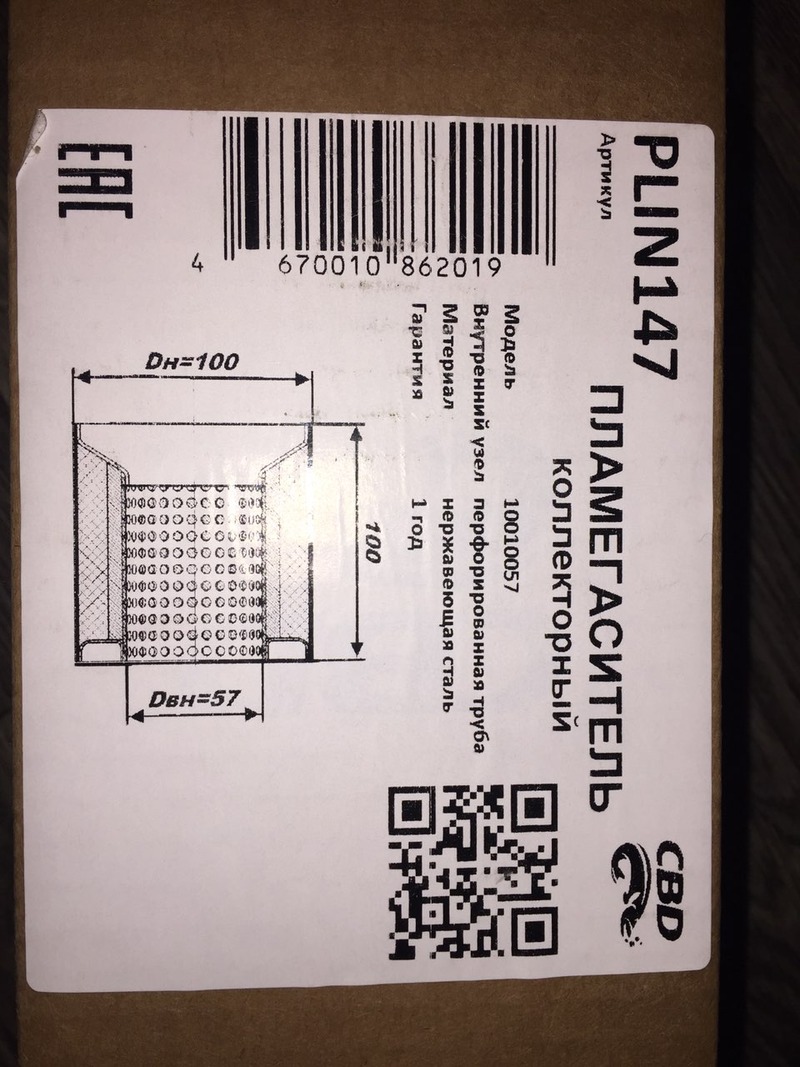 PLIN147
Артикул
ПЛАМЕГАСИТЕЛЬ
коллекторный
CBD
Модель 10010057
Внутренний узел перфорированная труба
Материал нержавеющая сталь
Гарантия 1 год
4 670010 862019
EAC
100
Dн=100
Dвн=57